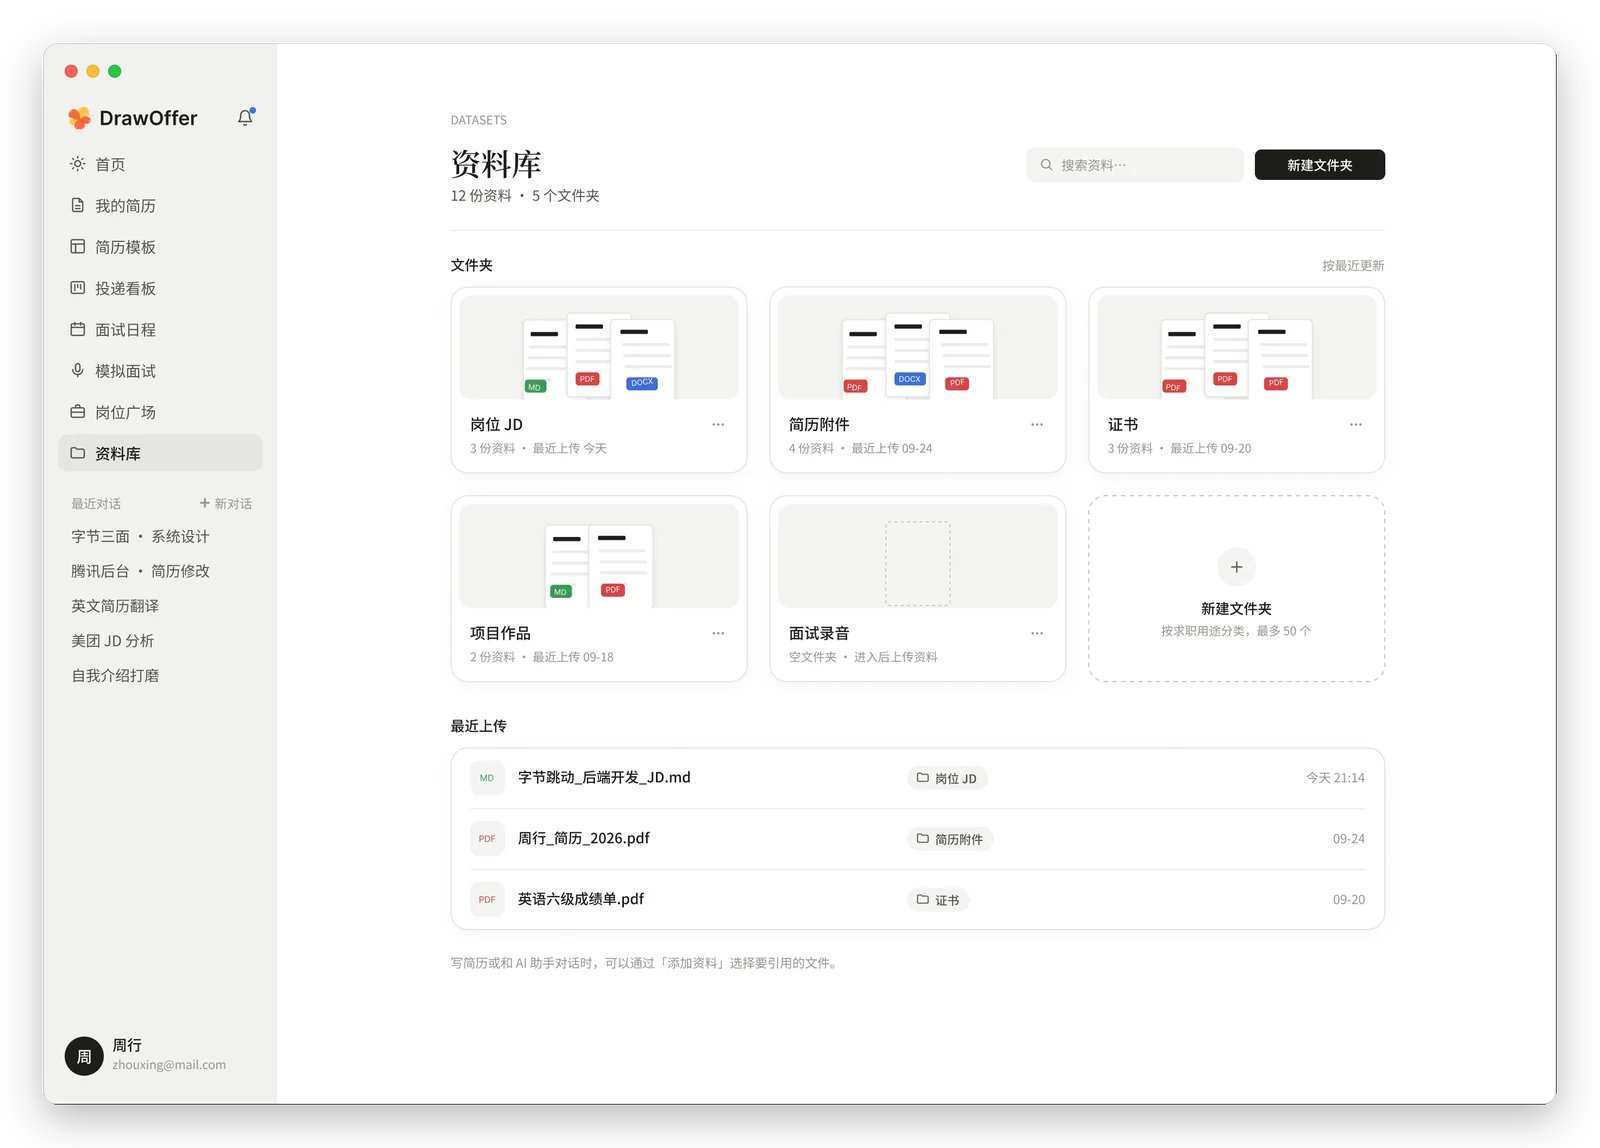 DrawOffer
首页
我的简历
简历模板
投递看板
面试日程
模拟面试
岗位广场
资料库
最近对话
新对话
字节三面 • 系统设计
腾讯后台 • 简历修改
英文简历翻译
美团 JD 分析
自我介绍打磨
周
周行
zhouxing@mail.com
DATASETS
资料库
12 份资料 • 5 个文件夹
搜索资料…
新建文件夹
文件夹
按最近更新
MD
PDF
DOCX
岗位 JD
3 份资料 • 最近上传 今天
PDF
DOCX
PDF
简历附件
4 份资料 • 最近上传 09-24
PDF
PDF
PDF
证书
3 份资料 • 最近上传 09-20
MD
PDF
项目作品
2 份资料 • 最近上传 09-18
面试录音
空文件夹 • 进入后上传资料
新建文件夹
按求职用途分类，最多 50 个
最近上传
MD 字节跳动_后端开发_JD.md 岗位 JD 今天 21:14
PDF 周行_简历_2026.pdf 简历附件 09-24
PDF 英语六级成绩单.pdf 证书 09-20
写简历或和 AI 助手对话时，可以通过「添加资料」选择要引用的文件。